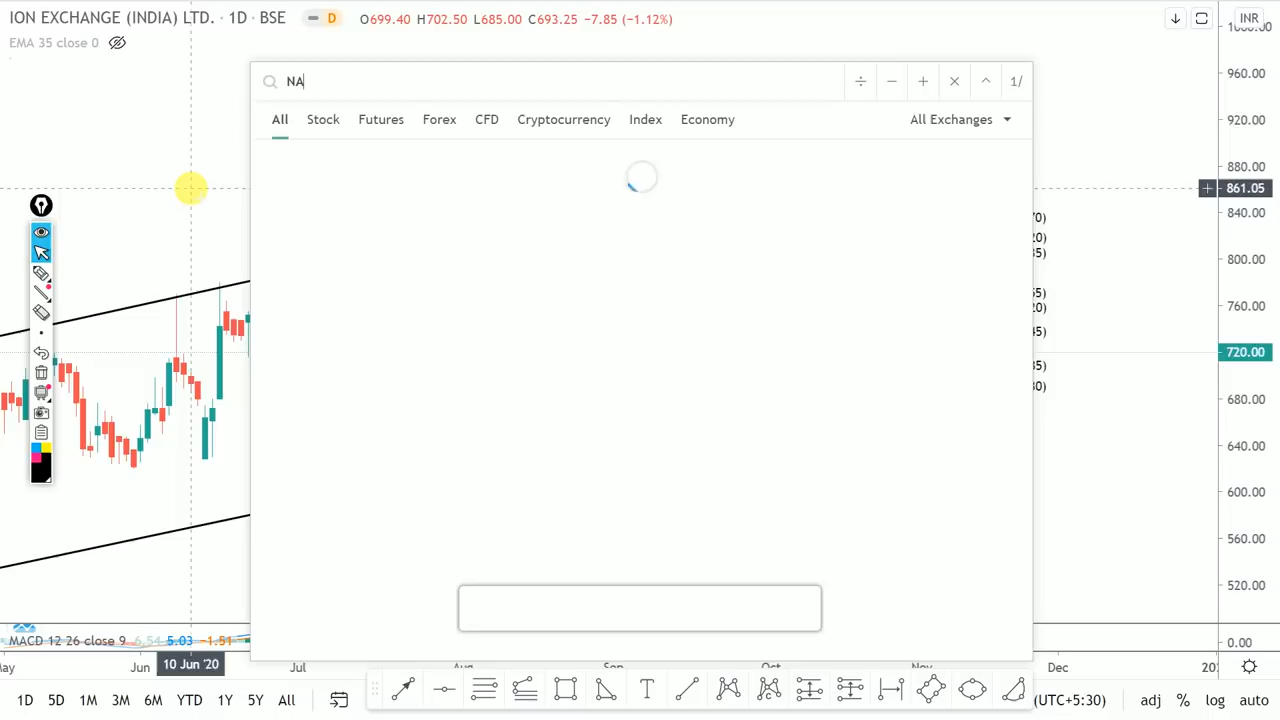 ION EXCHANGE (INDIA) LTD. · 1D · BSE
D
O699.40 H702.50 L685.00 C693.25 −7.85 (−1.12%)
INR
EMA 35 close 0
NA
÷ − + × ^ 1/
All Stock Futures Forex CFD Cryptocurrency Index Economy All Exchanges
960.00
920.00
880.00
861.05
840.00
800.00
760.00
720.00
680.00
640.00
600.00
560.00
520.00
0.00
MACD 12 26 close 9 6.54 5.03 −1.51
Jun 10 Jun '20 Jul Aug Sep Oct Nov Dec
1D 5D 1M 3M 6M YTD 1Y 5Y All
(UTC+5:30) adj % log auto